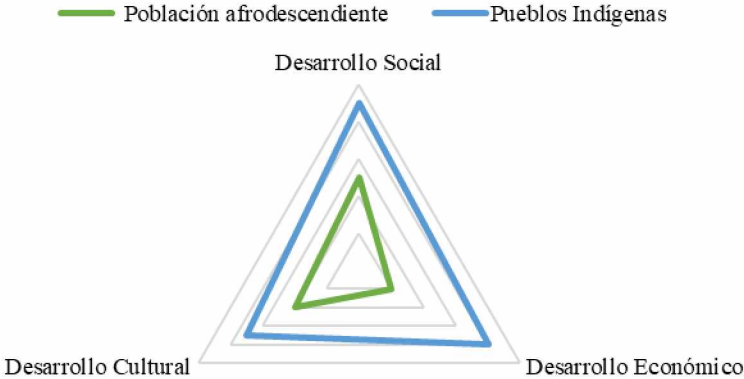 Población afrodescendiente Pueblos Indígenas
Desarrollo Social
Desarrollo Cultural Desarrollo Económico